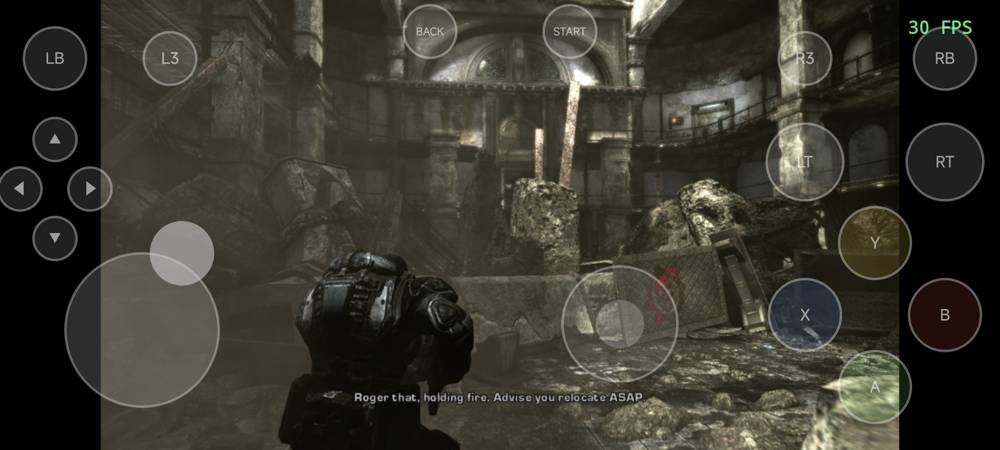 BACK
START
30 FPS
LB
L3
R3
RB
LT
RT
Y
X
B
A
Roger that, holding fire. Advise you relocate ASAP